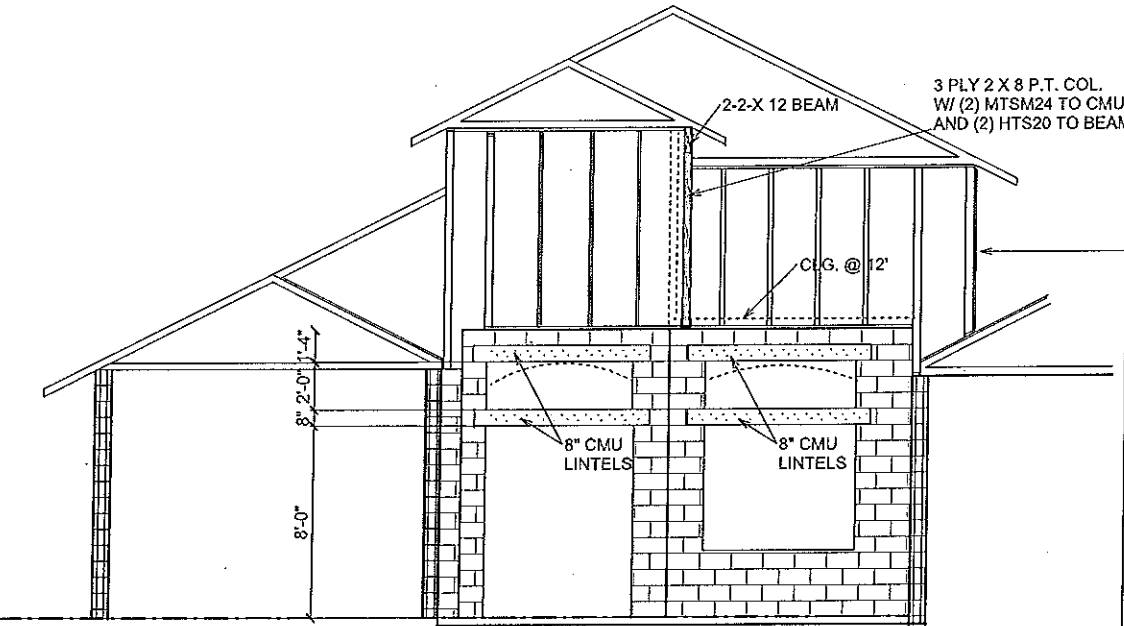 2-2-X 12 BEAM
3 PLY 2 X 8 P.T. COL.
W/ (2) MTSM24 TO CMU
AND (2) HTS20 TO BEAM
CLG. @ 12'
1'-4"
2'-0"
8"
8'-0"
8" CMU
LINTELS
8" CMU
LINTELS